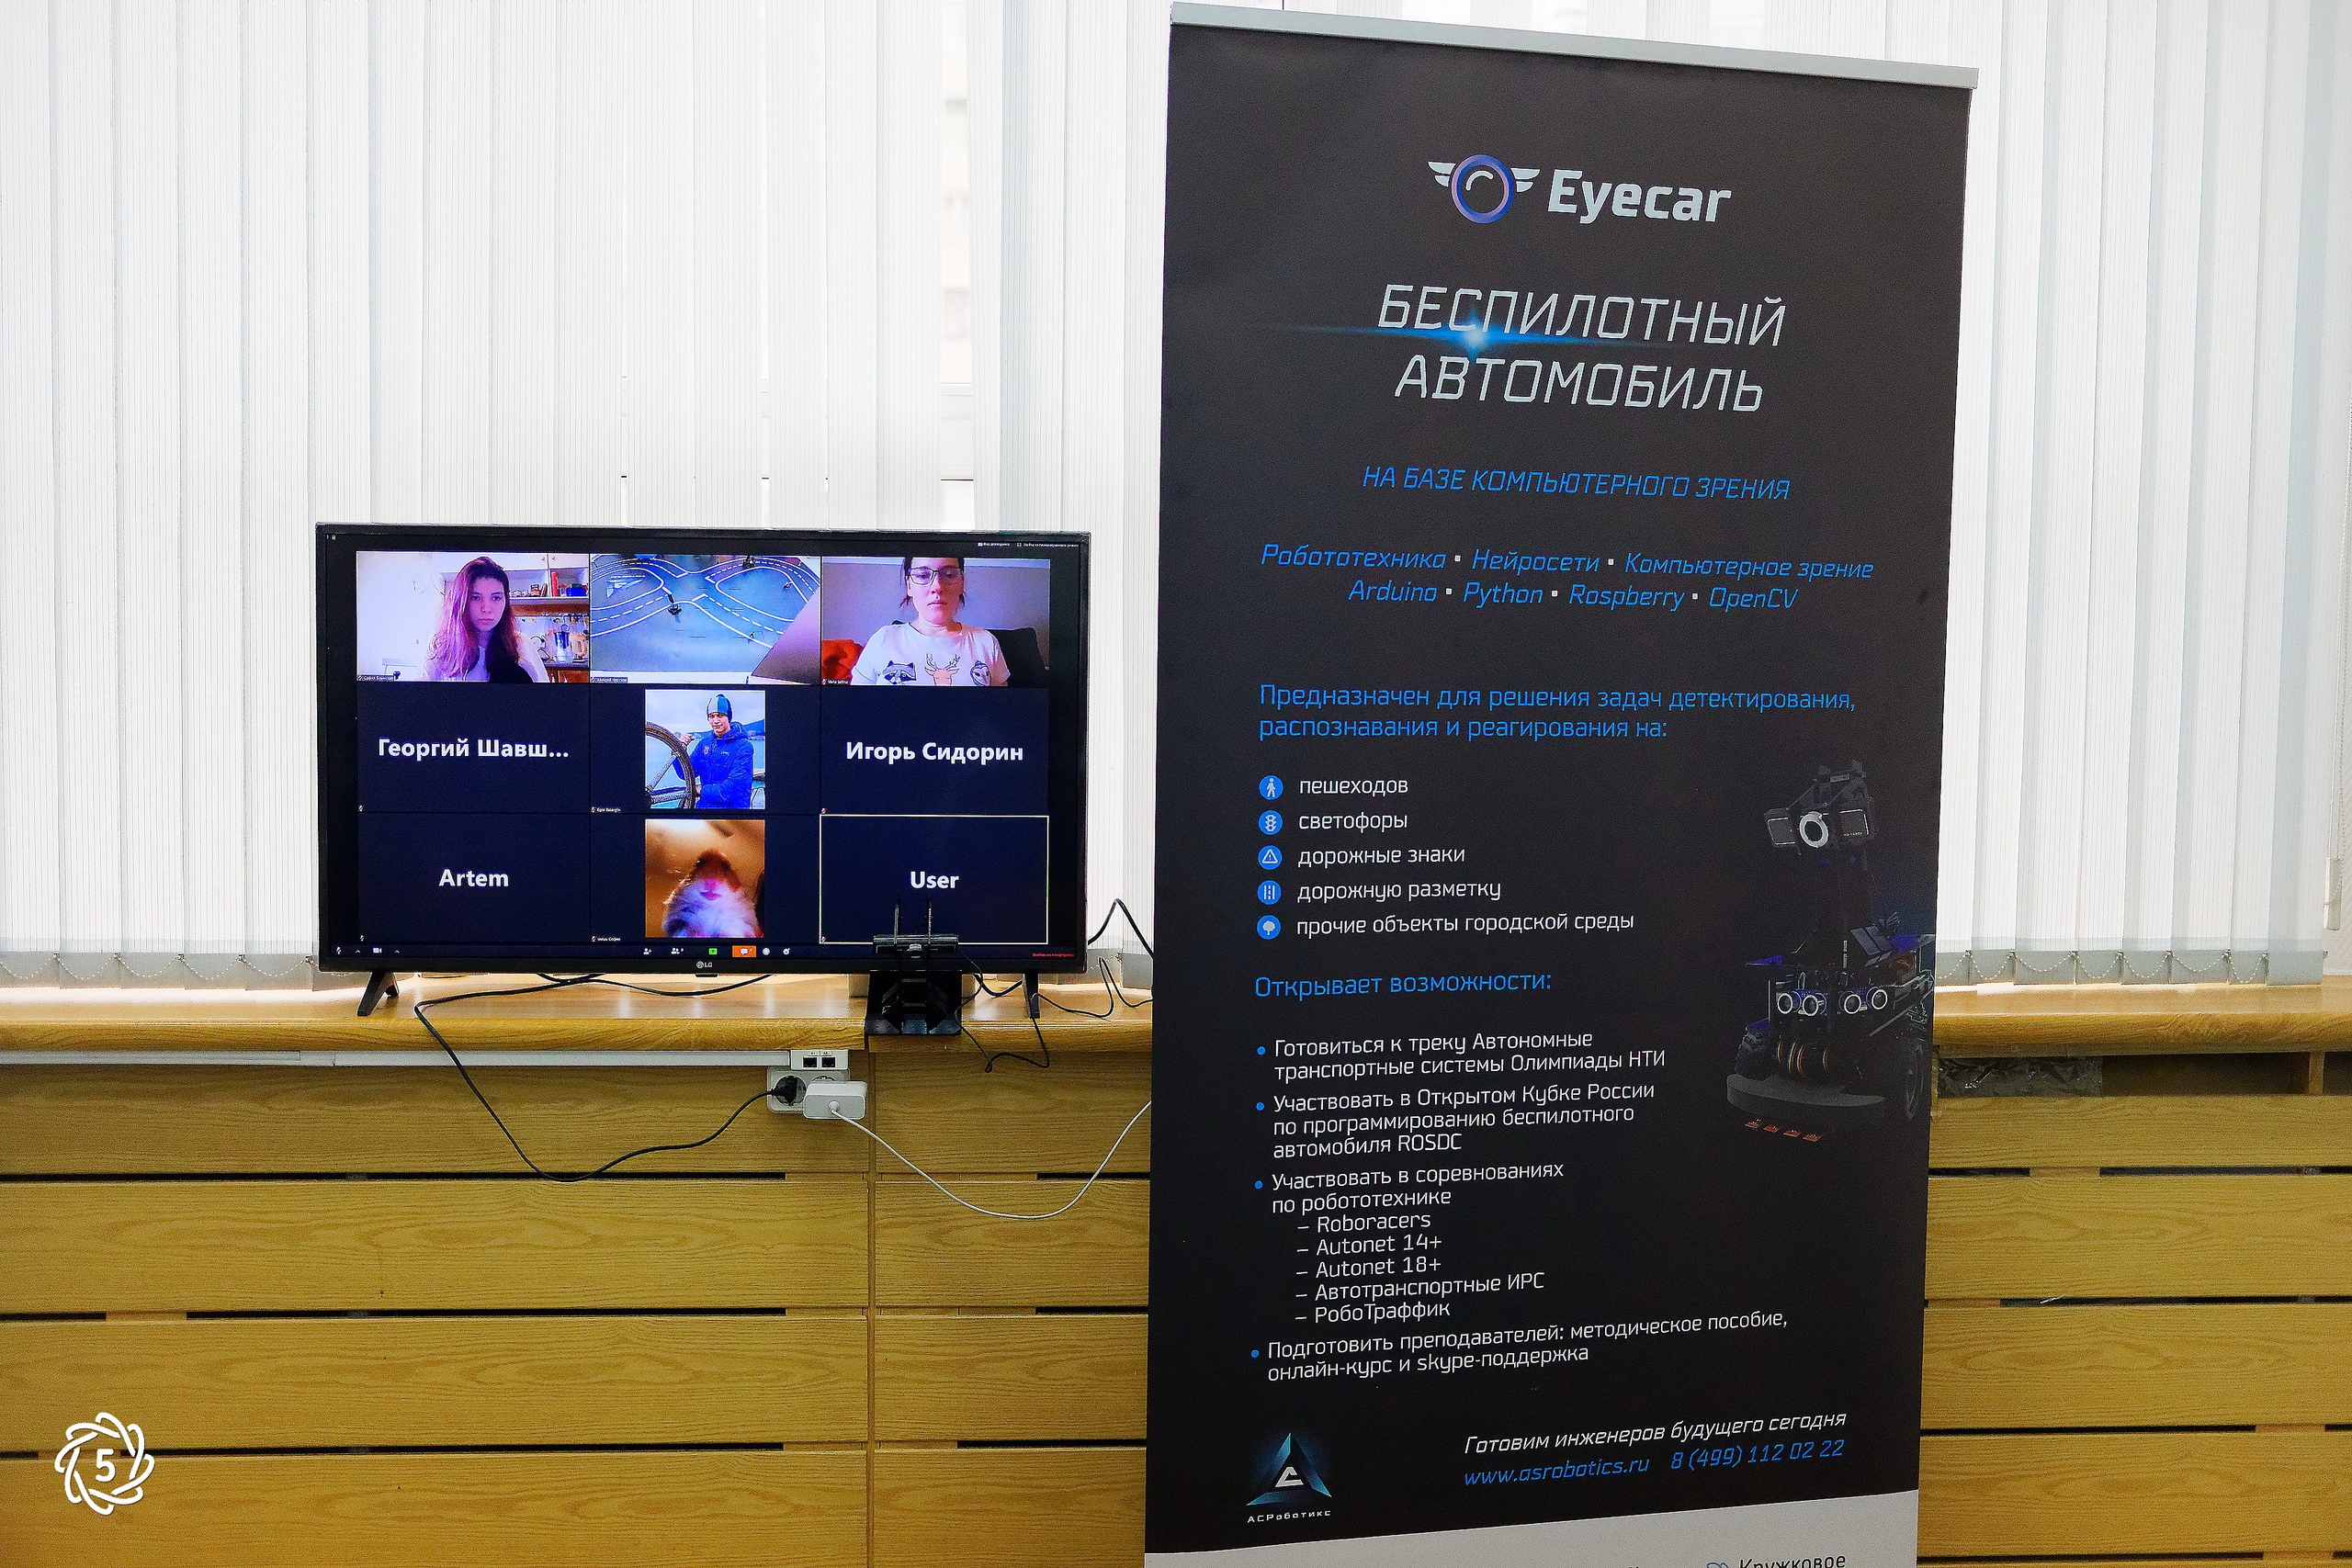 Георгий Шавш...
Игорь Сидорин
Artem
User
LG
5
Eyecar
БЕСПИЛОТНЫЙ
АВТОМОБИЛЬ
НА БАЗЕ КОМПЬЮТЕРНОГО ЗРЕНИЯ
Робототехника • Нейросети • Компьютерное зрение
Arduino • Python • Raspberry • OpenCV
Предназначен для решения задач детектирования,
распознавания и реагирования на:
пешеходов
светофоры
дорожные знаки
дорожную разметку
прочие объекты городской среды
Открывает возможности:
• Готовиться к треку Автономные
транспортные системы Олимпиады НТИ
• Участвовать в Открытом Кубке России
по программированию беспилотного
автомобиля ROSDC
• Участвовать в соревнованиях
по робототехнике
– Roboracers
– Autonet 14+
– Autonet 18+
– Автотранспортные ИРС
– РобоТраффик
• Подготовить преподавателей: методическое пособие,
онлайн-курс и skype-поддержка
Готовим инженеров будущего сегодня
www.asrobotics.ru 8 (499) 112 02 22
АСРоботикс
Кружковое